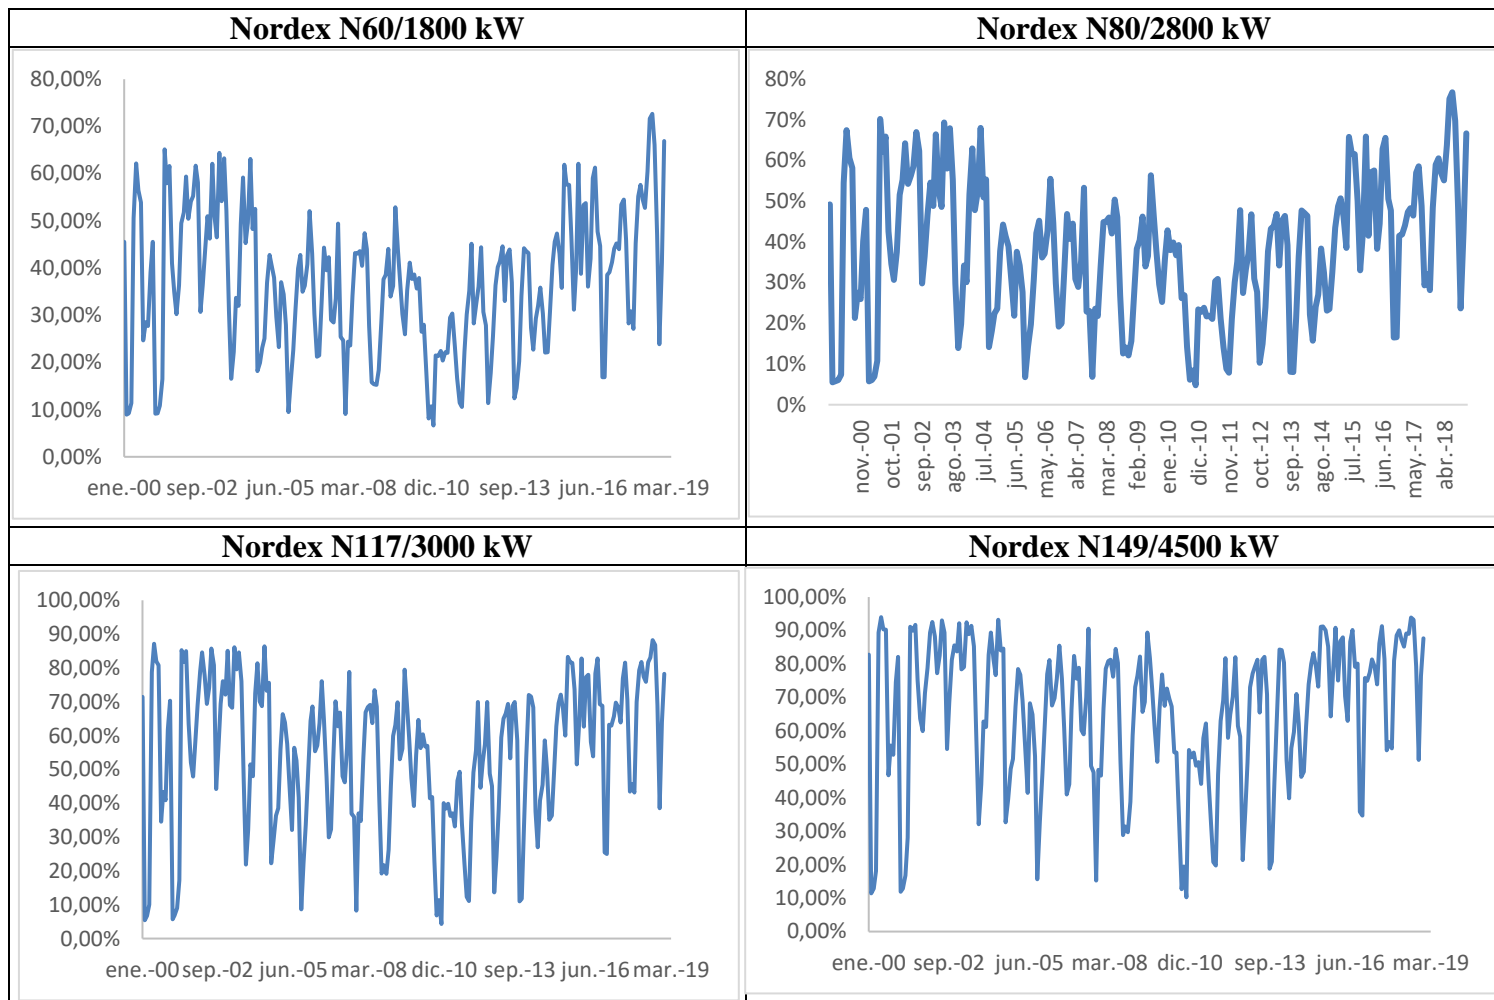 Nordex N60/1800 kW
80,00%
70,00%
60,00%
50,00%
40,00%
30,00%
20,00%
10,00%
0,00%
ene.-00 sep.-02 jun.-05 mar.-08 dic.-10 sep.-13 jun.-16 mar.-19
Nordex N80/2800 kW
80%
70%
60%
50%
40%
30%
20%
10%
0%
nov.-00
oct.-01
sep.-02
ago.-03
jul.-04
jun.-05
may.-06
abr.-07
mar.-08
feb.-09
ene.-10
dic.-10
nov.-11
oct.-12
sep.-13
ago.-14
jul.-15
jun.-16
may.-17
abr.-18
Nordex N117/3000 kW
100,00%
90,00%
80,00%
70,00%
60,00%
50,00%
40,00%
30,00%
20,00%
10,00%
0,00%
ene.-00 sep.-02 jun.-05 mar.-08 dic.-10 sep.-13 jun.-16 mar.-19
Nordex N149/4500 kW
100,00%
90,00%
80,00%
70,00%
60,00%
50,00%
40,00%
30,00%
20,00%
10,00%
0,00%
ene.-00 sep.-02 jun.-05 mar.-08 dic.-10 sep.-13 jun.-16 mar.-19